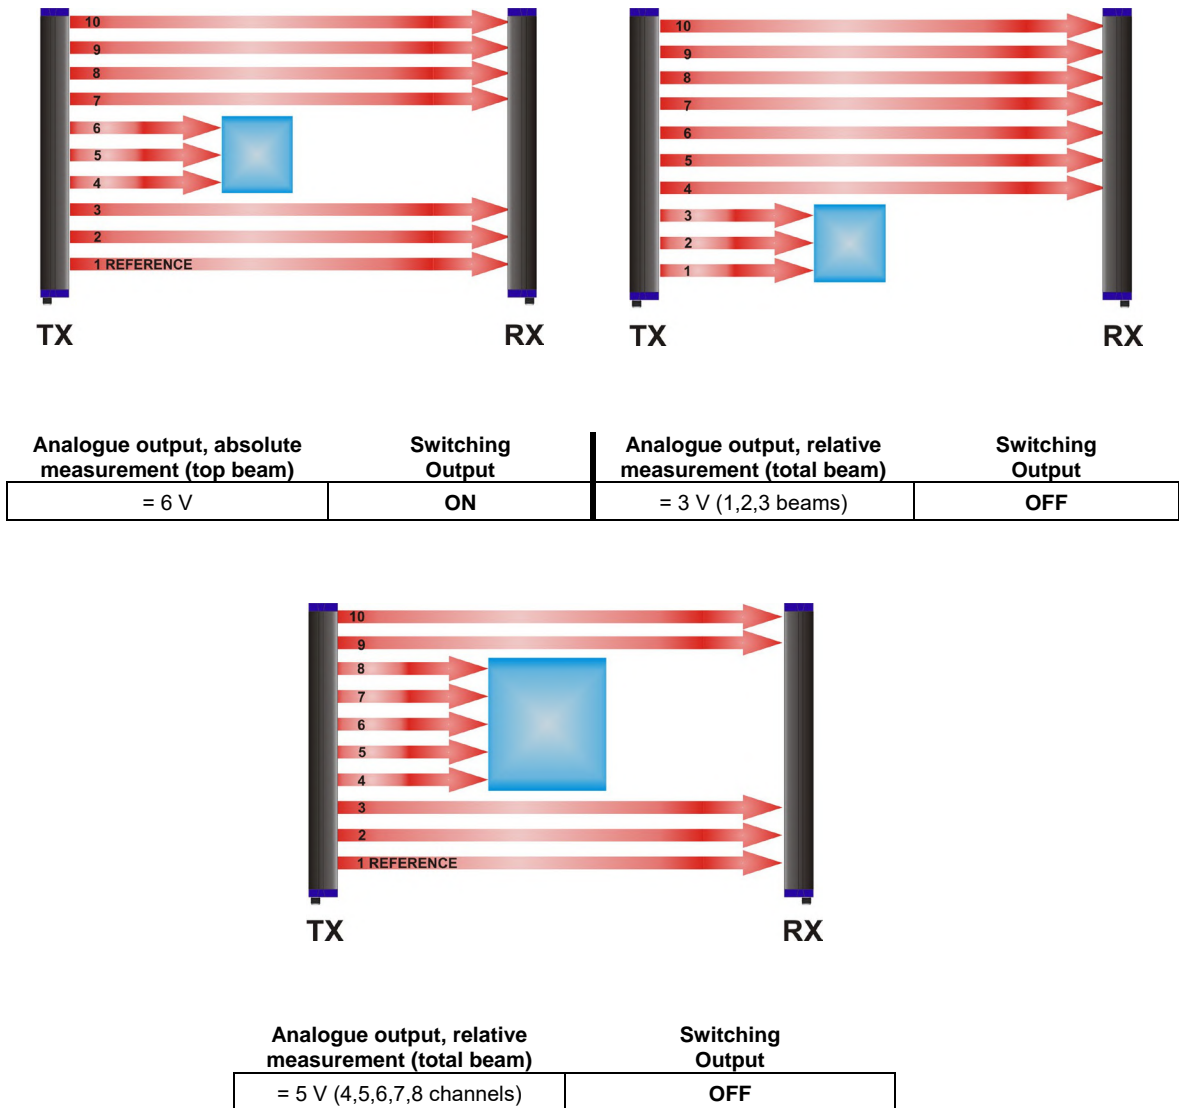 10
9
8
7
6
5
4
3
2
1 REFERENCE
TX
RX
10
9
8
7
6
5
4
3
2
1
TX
RX
Analogue output, absolute
measurement (top beam)
Switching
Output
Analogue output, relative
measurement (total beam)
Switching
Output
= 6 V
ON
= 3 V (1,2,3 beams)
OFF
10
9
8
7
6
5
4
3
2
1 REFERENCE
TX
RX
Analogue output, relative
measurement (total beam)
Switching
Output
= 5 V (4,5,6,7,8 channels)
OFF